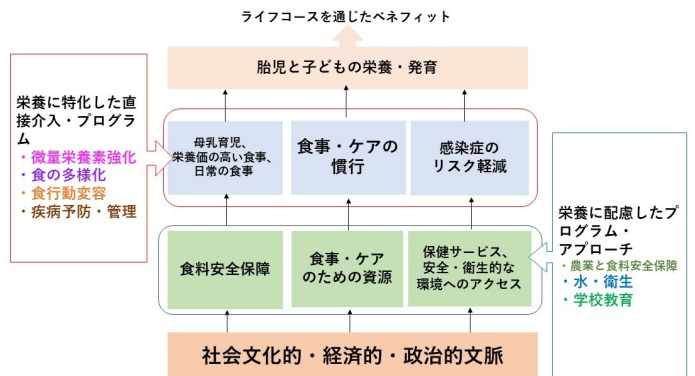 ライフコースを通じたベネフィット
胎児と子どもの栄養・発育
栄養に特化した直
接介入・プログラ
ム
・微量栄養素強化
・食の多様化
・食行動変容
・疾病予防・管理
母乳育児、
栄養価の高い食事、
日常の食事
食事・ケアの
慣行
感染症の
リスク軽減
栄養に配慮したプ
ログラム・
アプローチ
・農業と食料安全保障
・水・衛生
・学校教育
食料安全保障
食事・ケア
のための資源
保健サービス、
安全・衛生的な
環境へのアクセス
社会文化的・経済的・政治的文脈